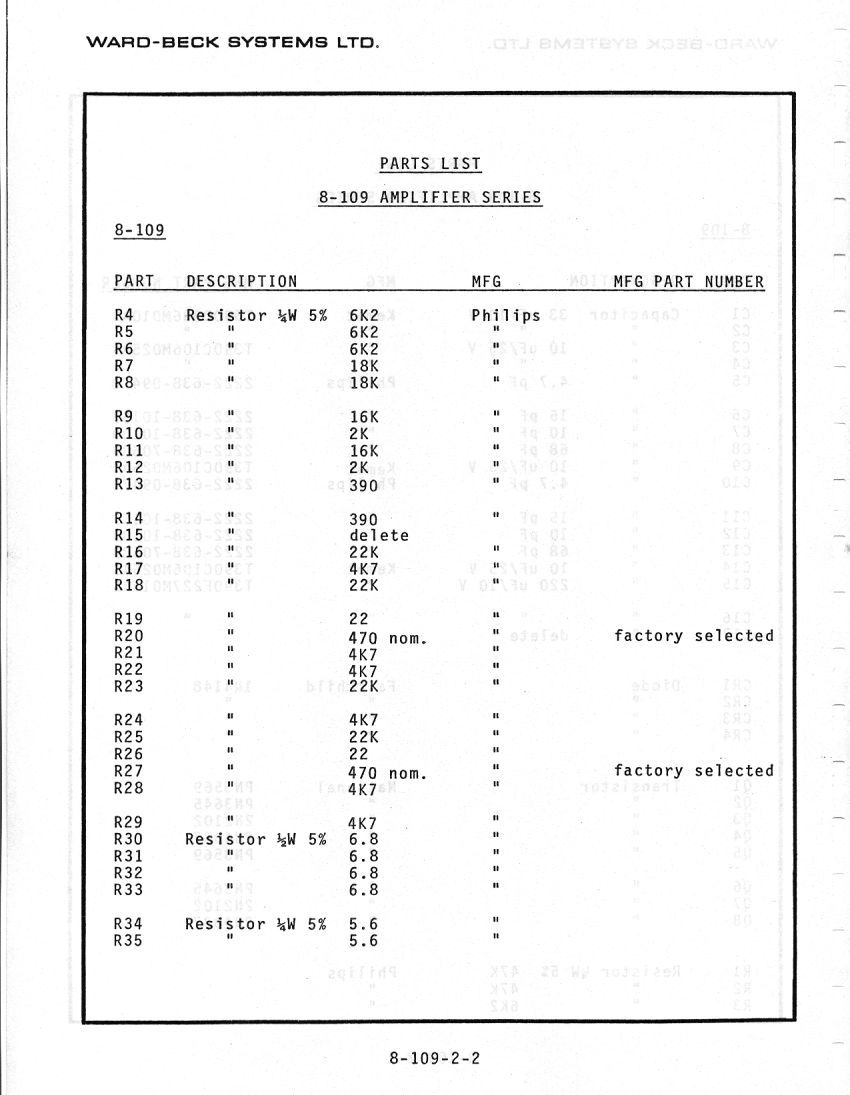 WARD-BECK SYSTEMS LTD.
PARTS LIST
8-109 AMPLIFIER SERIES
8-109
PART DESCRIPTION MFG MFG PART NUMBER
R4 Resistor ¼W 5% 6K2 Philips
R5 " 6K2 "
R6 " 6K2 "
R7 " 18K "
R8 " 18K "
R9 " 16K "
R10 " 2K "
R11 " 16K "
R12 " 2K "
R13 " 390 "
R14 " 390 "
R15 " delete
R16 " 22K "
R17 " 4K7 "
R18 " 22K "
R19 " 22 "
R20 " 470 nom. " factory selected
R21 " 4K7 "
R22 " 4K7 "
R23 " 22K "
R24 " 4K7 "
R25 " 22K "
R26 " 22 "
R27 " 470 nom. " factory selected
R28 " 4K7 "
R29 " 4K7 "
R30 Resistor ½W 5% 6.8 "
R31 " 6.8 "
R32 " 6.8 "
R33 " 6.8 "
R34 Resistor ¼W 5% 5.6 "
R35 " 5.6 "
8-109-2-2